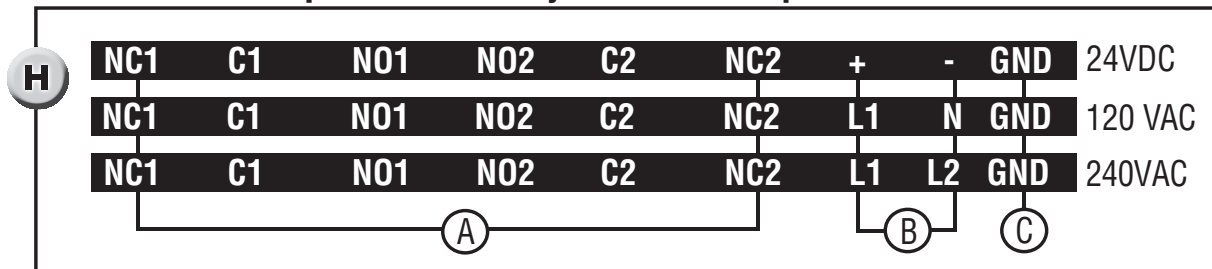 H
NC1 C1 NO1 NO2 C2 NC2 + - GND 24VDC
NC1 C1 NO1 NO2 C2 NC2 L1 N GND 120 VAC
NC1 C1 NO1 NO2 C2 NC2 L1 L2 GND 240VAC
A B C